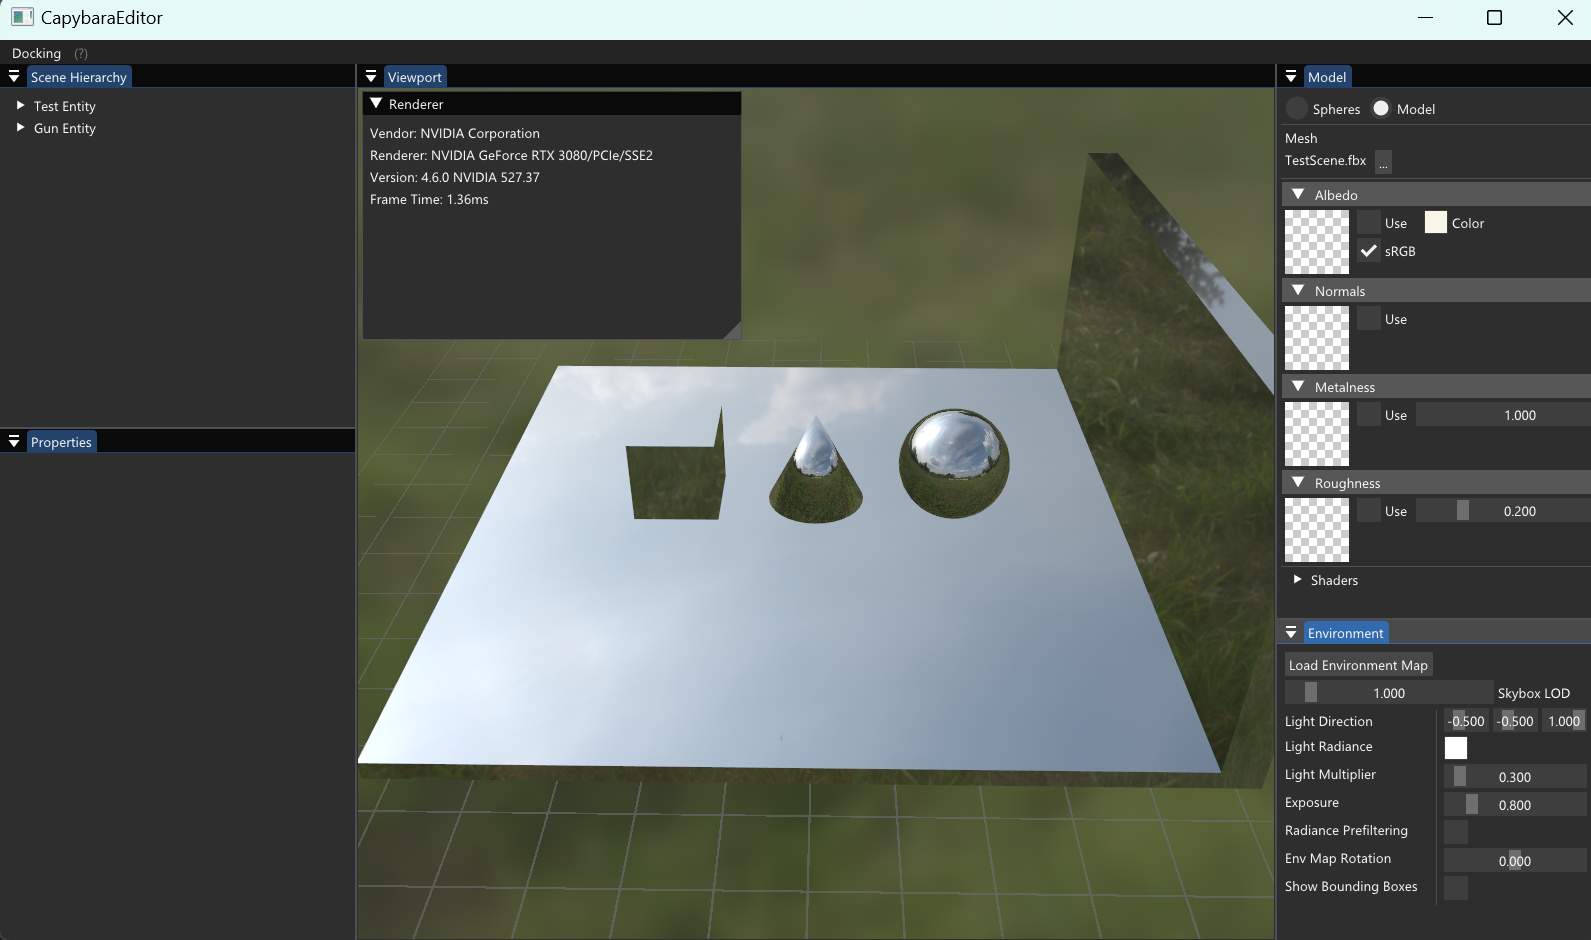 CapybaraEditor
Docking (?)
Scene Hierarchy
Test Entity
Gun Entity
Properties
Viewport
Renderer
Vendor: NVIDIA Corporation
Renderer: NVIDIA GeForce RTX 3080/PCIe/SSE2
Version: 4.6.0 NVIDIA 527.37
Frame Time: 1.36ms
Model
Spheres Model
Mesh
TestScene.fbx ...
Albedo
Use Color
sRGB
Normals
Use
Metalness
Use 1.000
Roughness
Use 0.200
Shaders
Environment
Load Environment Map
1.000 Skybox LOD
Light Direction -0.500 -0.500 1.000
Light Radiance
Light Multiplier 0.300
Exposure 0.800
Radiance Prefiltering
Env Map Rotation 0.000
Show Bounding Boxes